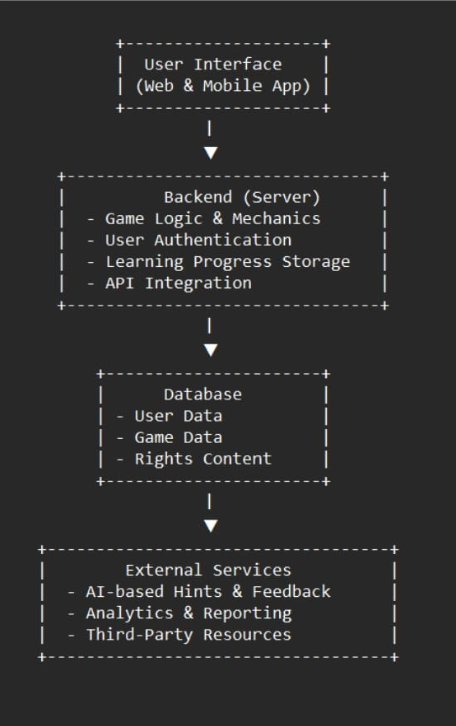 User Interface
(Web & Mobile App)
Backend (Server)
- Game Logic & Mechanics
- User Authentication
- Learning Progress Storage
- API Integration
Database
- User Data
- Game Data
- Rights Content
External Services
- AI-based Hints & Feedback
- Analytics & Reporting
- Third-Party Resources